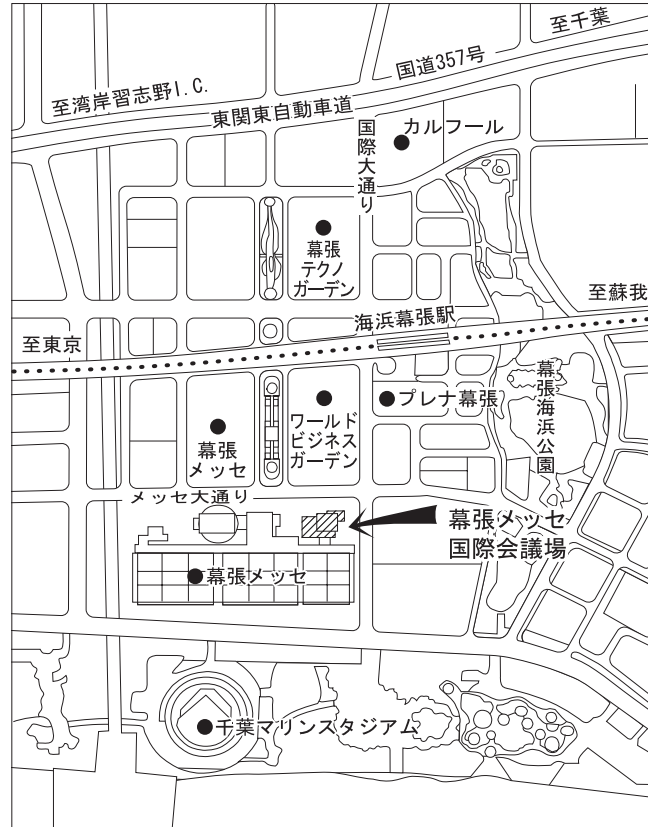 至千葉
国道357号
至湾岸習志野I.C.
東関東自動車道
国際大通り
カルフール
幕張
テクノ
ガーデン
至蘇我
海浜幕張駅
至東京
幕張海浜公園
プレナ幕張
ワールド
ビジネス
ガーデン
幕張
メッセ
メッセ大通り
幕張メッセ
国際会議場
幕張メッセ
千葉マリンスタジアム